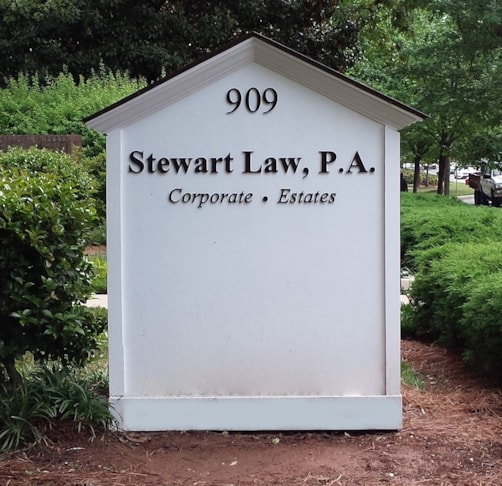 909
Stewart Law, P.A.
Corporate • Estates